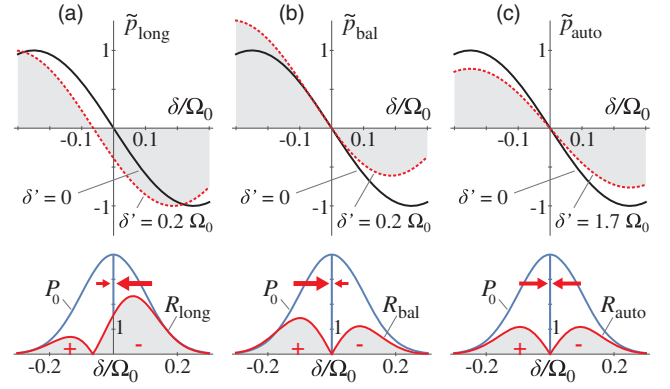 (a)
p̃long
1
δ/Ω0
-0.1
0.1
δ' = 0
-1
δ' = 0.2 Ω0
(b)
p̃bal
1
δ/Ω0
-0.1
0.1
δ' = 0
-1
δ' = 0.2 Ω0
(c)
p̃auto
1
δ/Ω0
-0.1
0.1
δ' = 0
-1
δ' = 1.7 Ω0
P0
Rlong
1
+
-
-0.2
δ/Ω0
0.2
P0
Rbal
1
+
-
-0.2
δ/Ω0
0.2
P0
Rauto
1
+
-
-0.2
δ/Ω0
0.2